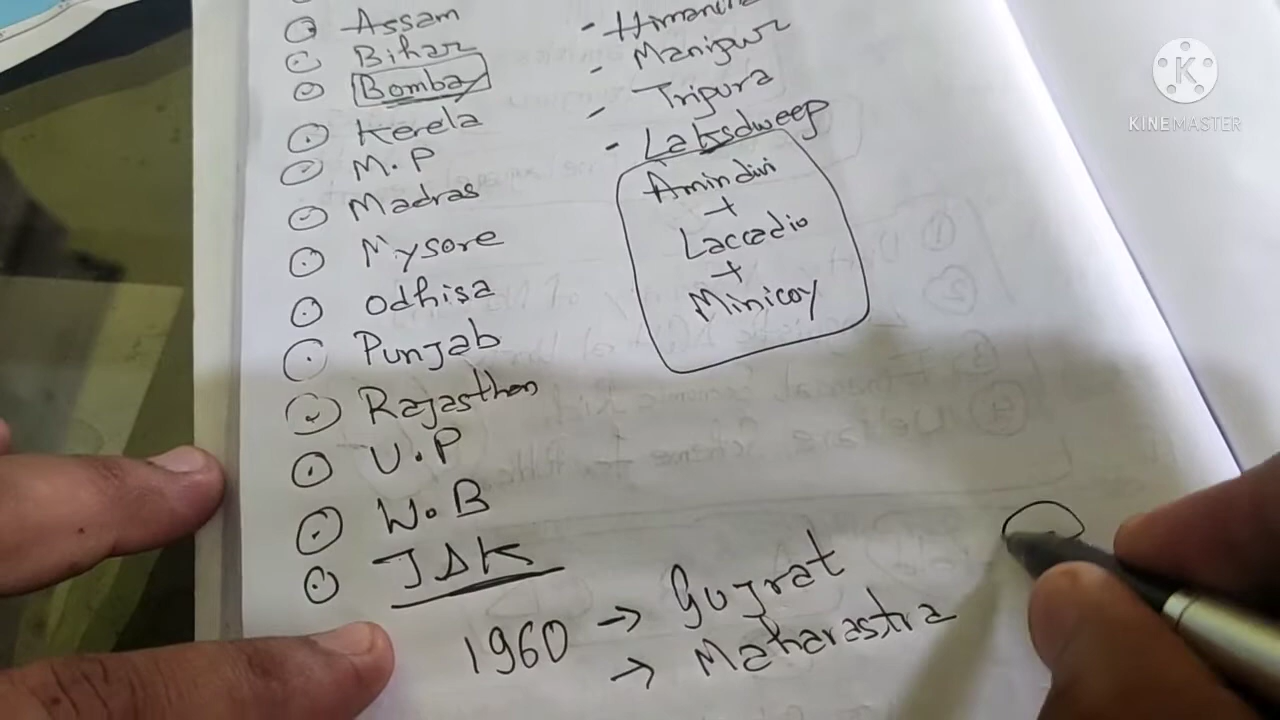 Assam
Bihar
Bombay
Kerela
M.P
Madras
Mysore
Odhisa
Punjab
Rajasthan
U.P
W.B
J&K
1960 → Gujrat
→ Maharastra
- Manipur
- Tripura
- Laksdweep
Amindivi
+
Laccadiv
+
Minicoy
K
KINEMASTER